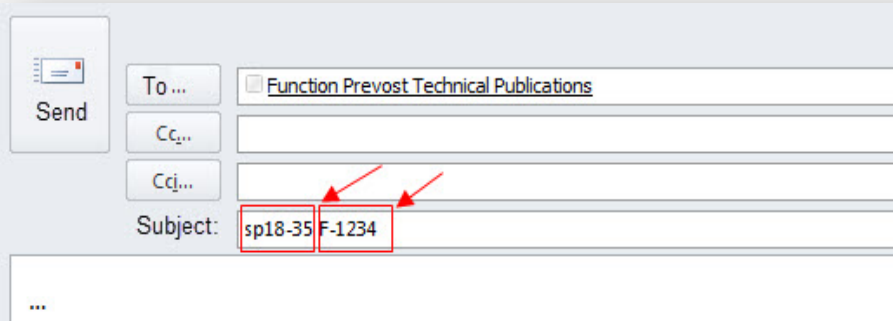 Send
To ...
Function Prevost Technical Publications
Cc...
Cci...
Subject:
sp18-35 F-1234
...